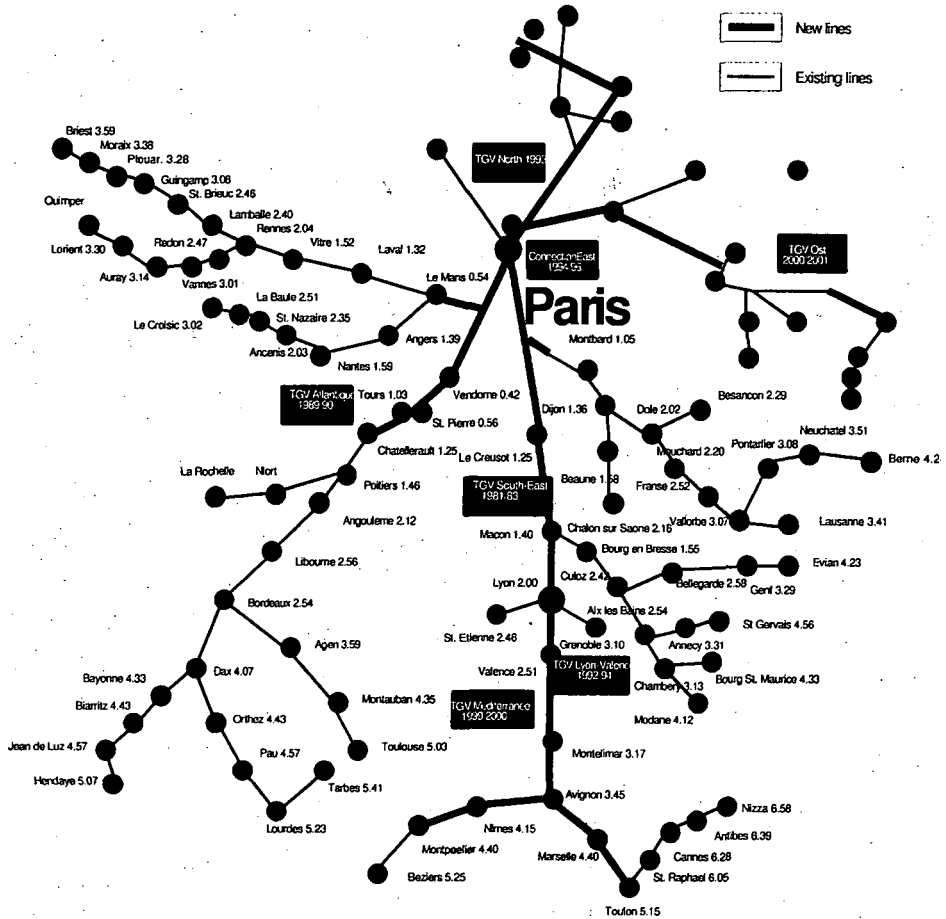 New lines
Existing lines
Briest 3.59
Moraix 3.38
Plouar. 3.28
Guingamp 3.08
St. Brieuc 2.46
Quimper
Lamballe 2.40
Rennes 2.04
Redon 2.47
Vitre 1.52
Laval 1.32
Lorient 3.30
Auray 3.14
Vannes 3.01
Le Mans 0.54
La Baule 2.51
St. Nazaire 2.35
Le Croisic 3.02
Ancenis 2.03
Angers 1.39
Nantes 1.59
TGV North 1993
Connection East
1994-96
TGV Ost
2000/2001
Paris
Montbard 1.05
TGV Atlantique
1989-90
Tours 1.03
Vendome 0.42
St. Pierre 0.56
Chatellerault 1.25
Dijon 1.36
Dole 2.02
Besancon 2.29
Neuchatel 3.51
Pontarlier 3.08
Mouchard 2.20
Berne 4.24
Le Creusot 1.25
La Rochelle
Niort
Poitiers 1.46
TGV South-East
1981-83
Beaune 1.58
Franse 2.52
Vallorbe 3.07
Lausanne 3.41
Angouleme 2.12
Macon 1.40
Chalon sur Saone 2.16
Bourg en Bresse 1.55
Libourne 2.56
Lyon 2.00
Culoz 2.42
Bellegarde 2.58
Evian 4.23
Genf 3.29
Bordeaux 2.54
Aix les Bains 2.54
St. Etienne 2.46
Grenoble 3.10
St Gervais 4.56
Annecy 3.31
Agen 3.59
Valence 2.51
TGV Lyon-Valence
1992-94
Chambery 3.13
Bourg St. Maurice 4.33
Bayonne 4.33
Dax 4.07
Modane 4.12
Biarritz 4.43
Orthez 4.43
Montauban 4.35
TGV Mediterrance
1999-2000
Jean de Luz 4.57
Pau 4.57
Toulouse 5.03
Montelimar 3.17
Hendaye 5.07
Tarbes 5.41
Lourdes 5.23
Avignon 3.45
Nizza 6.58
Nimes 4.15
Antibes 6.39
Montpellier 4.40
Marselle 4.40
Cannes 6.28
Beziers 5.25
St. Raphael 6.05
Toulon 5.15